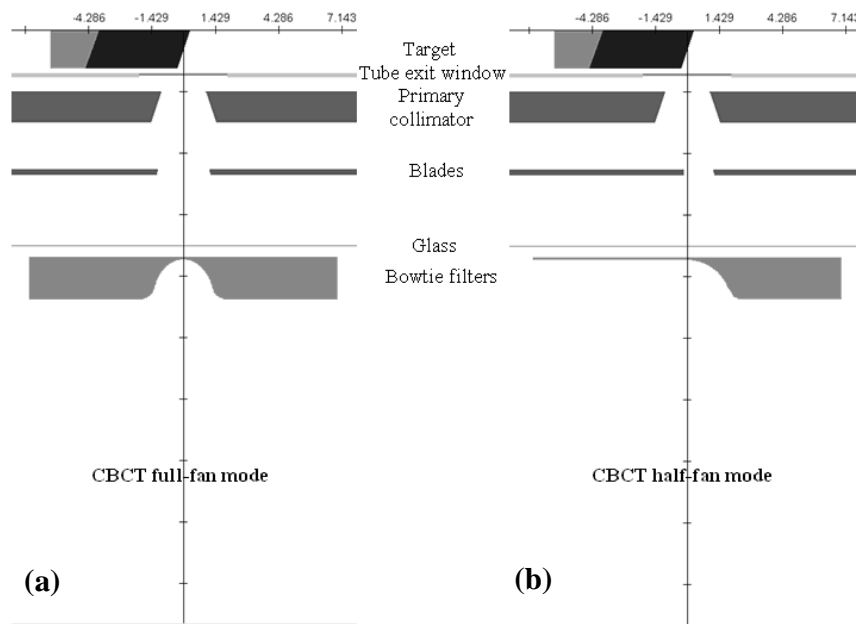 -4.286 -1.429 1.429 4.286 7.143
-4.286 -1.429 1.429 4.286 7.143
Target
Tube exit window
Primary
collimator
Blades
Glass
Bowtie filters
CBCT full-fan mode
CBCT half-fan mode
(a)
(b)